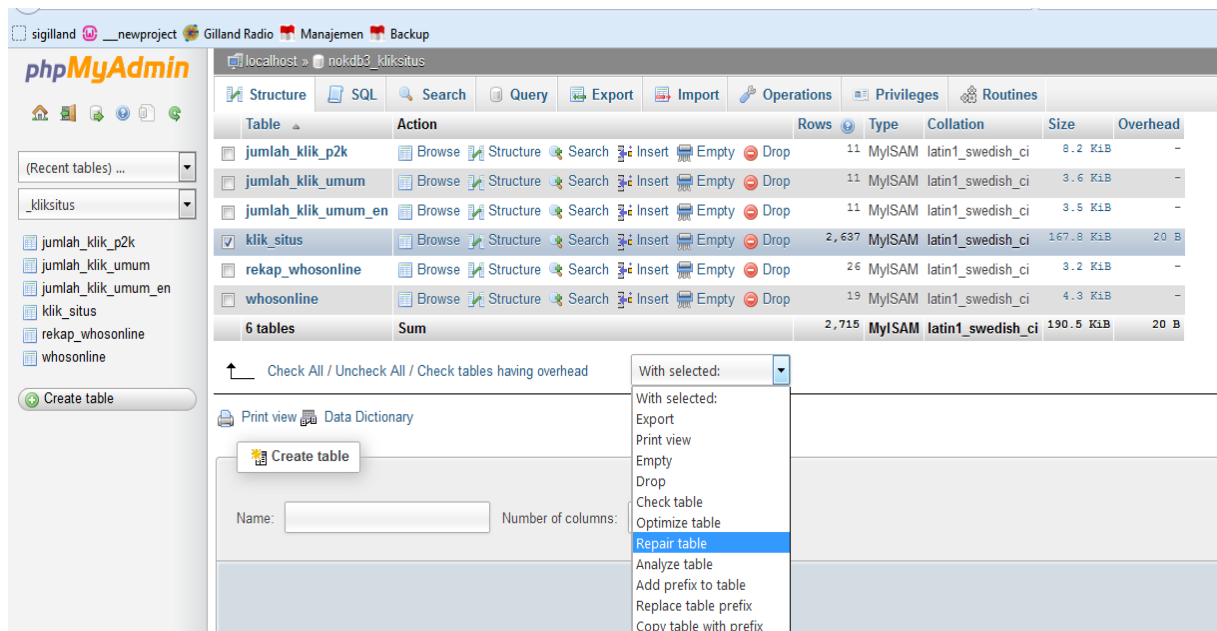 sigilland __newproject Gilland Radio Manajemen Backup
phpMyAdmin
(Recent tables) ...
_kliksitus
jumlah_klik_p2k
jumlah_klik_umum
jumlah_klik_umum_en
klik_situs
rekap_whosonline
whosonline
Create table
localhost » nokdb3_kliksitus
Structure SQL Search Query Export Import Operations Privileges Routines
Table Action Rows Type Collation Size Overhead
jumlah_klik_p2k Browse Structure Search Insert Empty Drop 11 MyISAM latin1_swedish_ci 8.2 KiB -
jumlah_klik_umum Browse Structure Search Insert Empty Drop 11 MyISAM latin1_swedish_ci 3.6 KiB -
jumlah_klik_umum_en Browse Structure Search Insert Empty Drop 11 MyISAM latin1_swedish_ci 3.5 KiB -
klik_situs Browse Structure Search Insert Empty Drop 2,637 MyISAM latin1_swedish_ci 167.8 KiB 20 B
rekap_whosonline Browse Structure Search Insert Empty Drop 26 MyISAM latin1_swedish_ci 3.2 KiB -
whosonline Browse Structure Search Insert Empty Drop 19 MyISAM latin1_swedish_ci 4.3 KiB -
6 tables Sum 2,715 MyISAM latin1_swedish_ci 190.5 KiB 20 B
Check All / Uncheck All / Check tables having overhead With selected:
With selected:
Export
Print view
Empty
Drop
Check table
Optimize table
Repair table
Analyze table
Add prefix to table
Replace table prefix
Copy table with prefix
Print view Data Dictionary
Create table
Name: Number of columns: